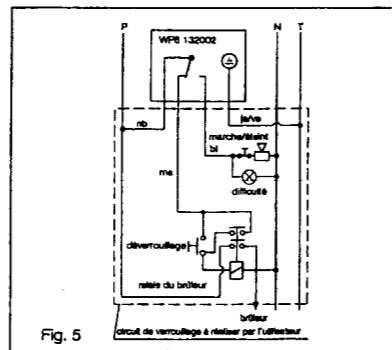 P N T
WP6 132002
nb
je/ve
marche/éteint
bl
ma
difficulté
déverrouillage
relais du brûleur
brûleur
Fig. 5
circuit de verrouillage à réaliser par l'utilisateur